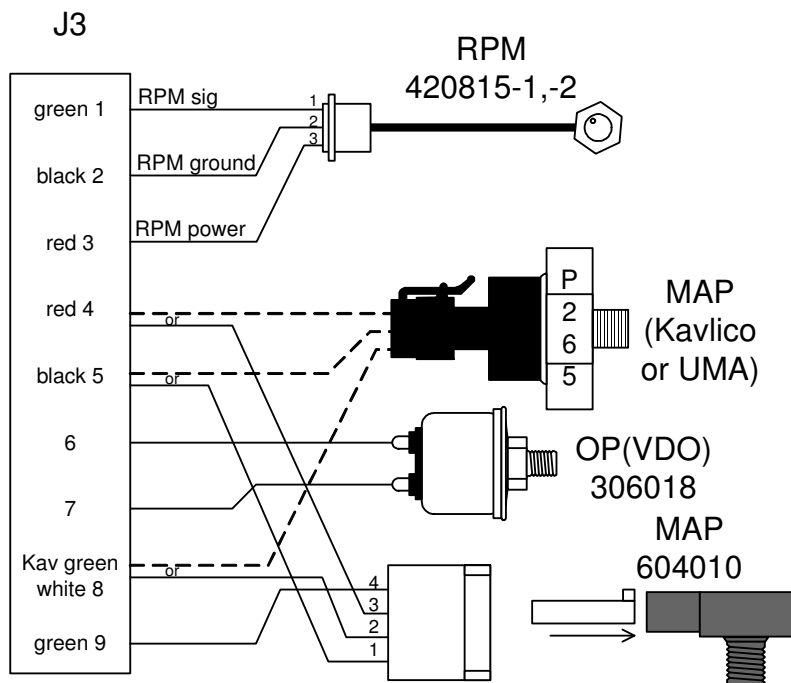 J3
green 1
black 2
red 3
red 4
black 5
6
7
Kav green
white 8
green 9
RPM sig
RPM ground
RPM power
or
or
or
1
2
3
RPM
420815-1,-2
P
2
6
5
MAP
(Kavlico
or UMA)
OP(VDO)
306018
4
3
2
1
MAP
604010